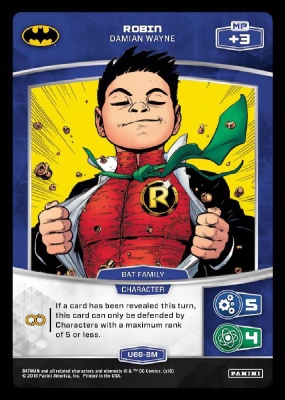 ROBIN
DAMIAN WAYNE
MP
+3
R
BAT FAMILY
CHARACTER
If a card has been revealed this turn,
this card can only be defended by
Characters with a maximum rank
of 5 or less.
5
4
U66-BM
BATMAN and all related characters and elements © & ™ DC Comics. (s18)
© 2018 Panini America, Inc. Printed in the USA.
PANINI